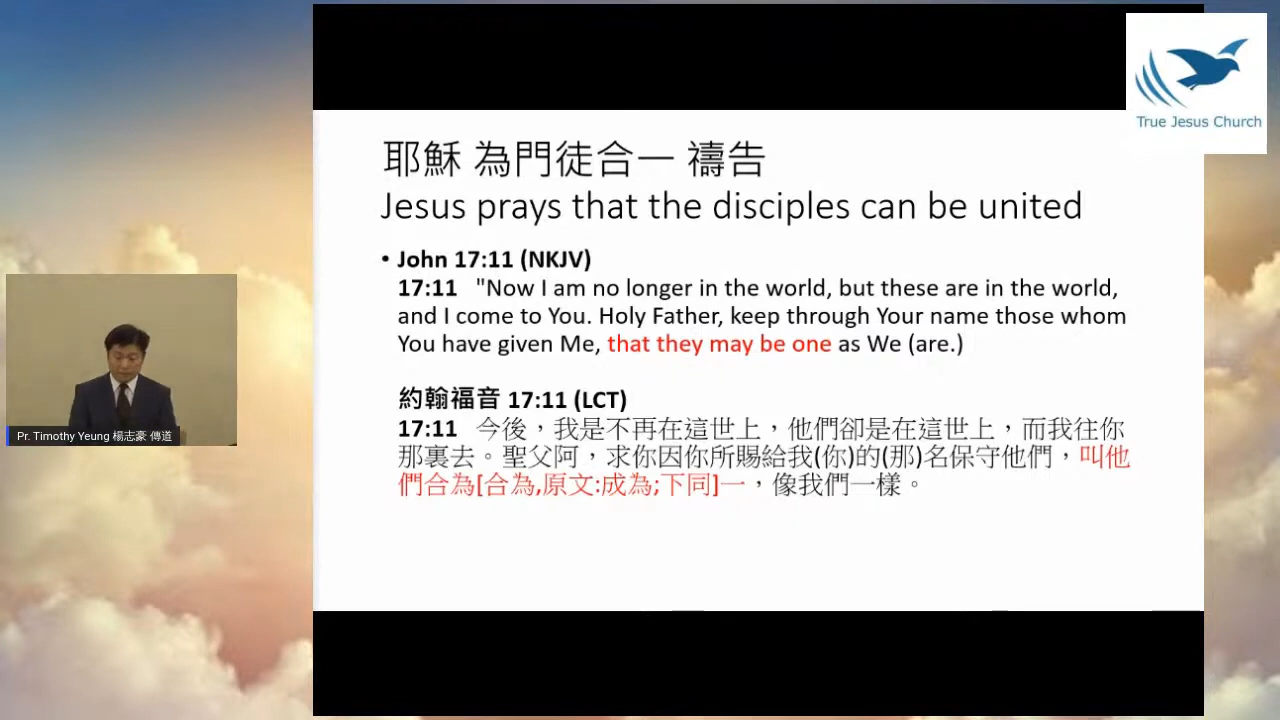 True Jesus Church
耶穌 為門徒合一 禱告
Jesus prays that the disciples can be united
• John 17:11 (NKJV)
17:11 "Now I am no longer in the world, but these are in the world,
and I come to You. Holy Father, keep through Your name those whom
You have given Me, that they may be one as We (are.)
約翰福音 17:11 (LCT)
17:11 今後，我是不再在這世上，他們卻是在這世上，而我往你
那裏去。聖父阿，求你因你所賜給我(你)的(那)名保守他們，叫他
們合為[合為,原文:成為;下同]一，像我們一樣。
Pr. Timothy Yeung 楊志豪 傳道